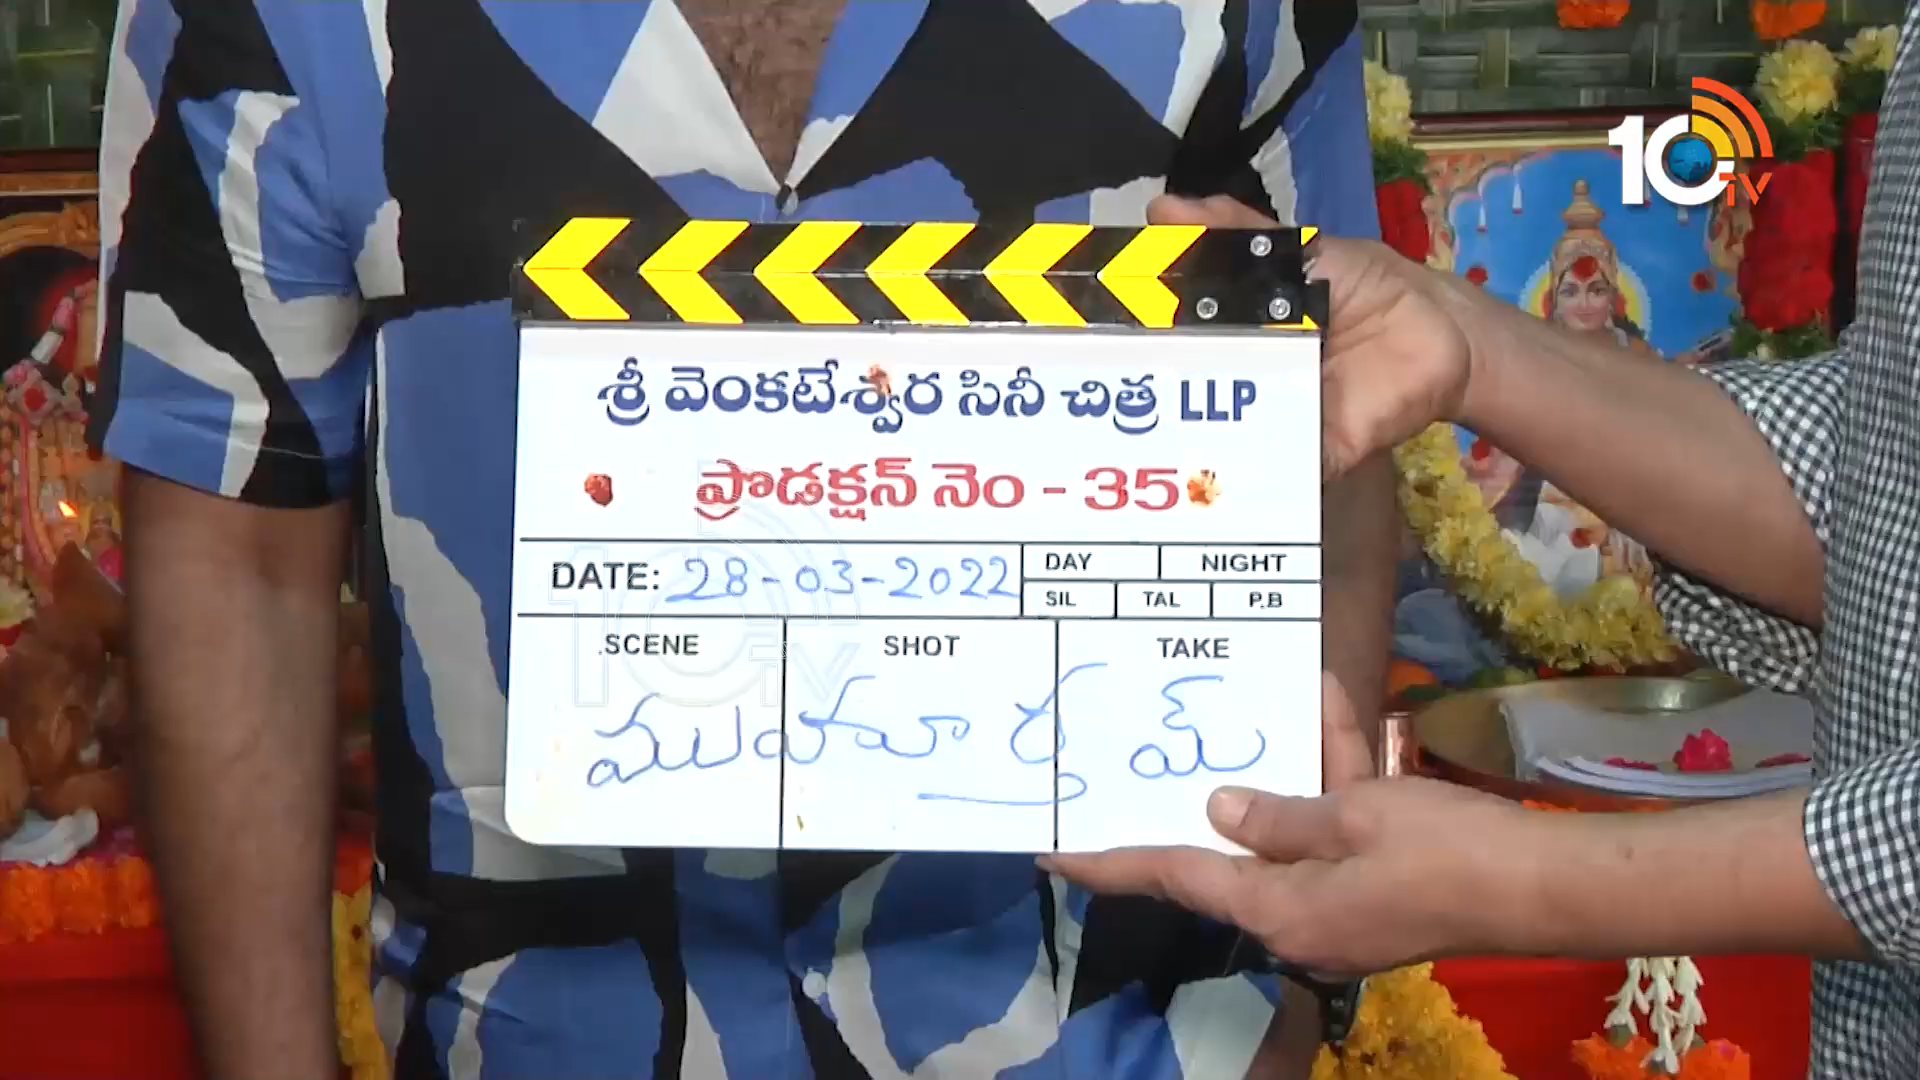 10TV
శ్రీ వెంకటేశ్వర సినీ చిత్ర LLP
ప్రొడక్షన్ నెం - 35
DATE: 28-03-2022
DAY NIGHT
SIL TAL P.B
SCENE SHOT TAKE
ముహూర్తమ్
10TV